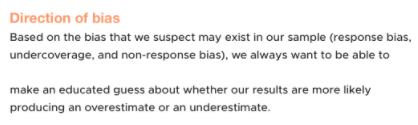 Direction of bias
Based on the bias that we suspect may exist in our sample (response bias,
undercoverage, and non-response bias), we always want to be able to
make an educated guess about whether our results are more likely
producing an overestimate or an underestimate.